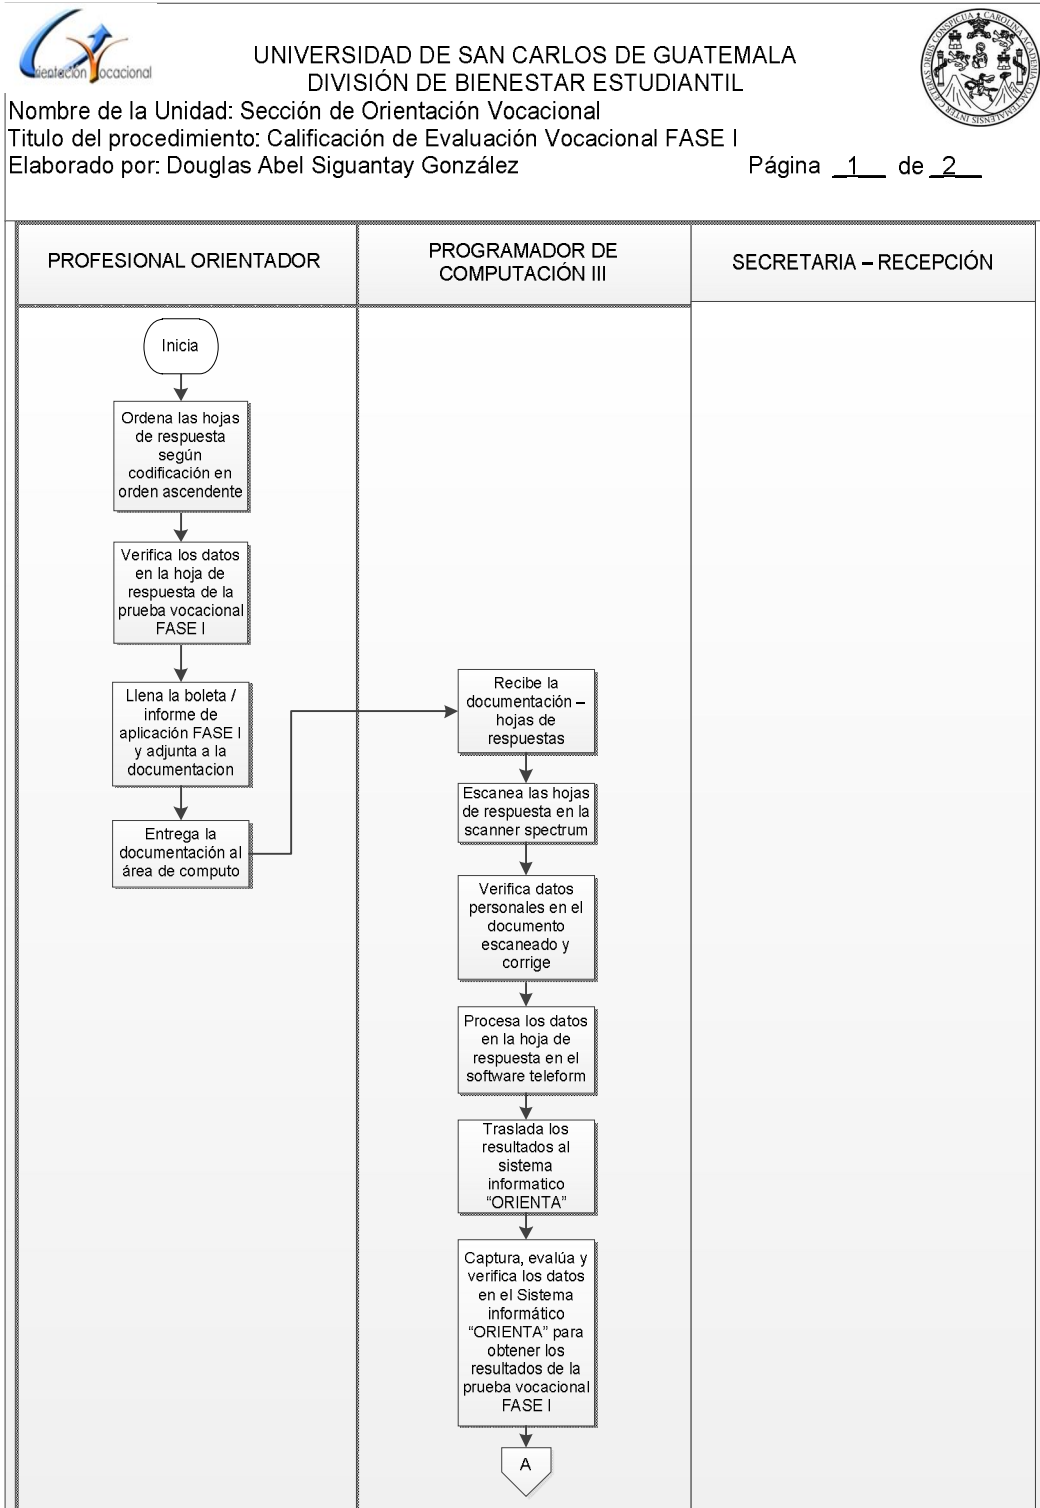 Orientación Vocacional
UNIVERSIDAD DE SAN CARLOS DE GUATEMALA
DIVISIÓN DE BIENESTAR ESTUDIANTIL
Nombre de la Unidad: Sección de Orientación Vocacional
Titulo del procedimiento: Calificación de Evaluación Vocacional FASE I
Elaborado por: Douglas Abel Siguantay González
Página 1 de 2
PROFESIONAL ORIENTADOR
PROGRAMADOR DE
COMPUTACIÓN III
SECRETARIA – RECEPCIÓN
Inicia
Ordena las hojas
de respuesta
según
codificación en
orden ascendente
Verifica los datos
en la hoja de
respuesta de la
prueba vocacional
FASE I
Llena la boleta /
informe de
aplicación FASE I
y adjunta a la
documentacion
Entrega la
documentación al
área de computo
Recibe la
documentación –
hojas de
respuestas
Escanea las hojas
de respuesta en la
scanner spectrum
Verifica datos
personales en el
documento
escaneado y
corrige
Procesa los datos
en la hoja de
respuesta en el
software teleform
Traslada los
resultados al
sistema
informatico
“ORIENTA”
Captura, evalúa y
verifica los datos
en el Sistema
informático
“ORIENTA” para
obtener los
resultados de la
prueba vocacional
FASE I
A